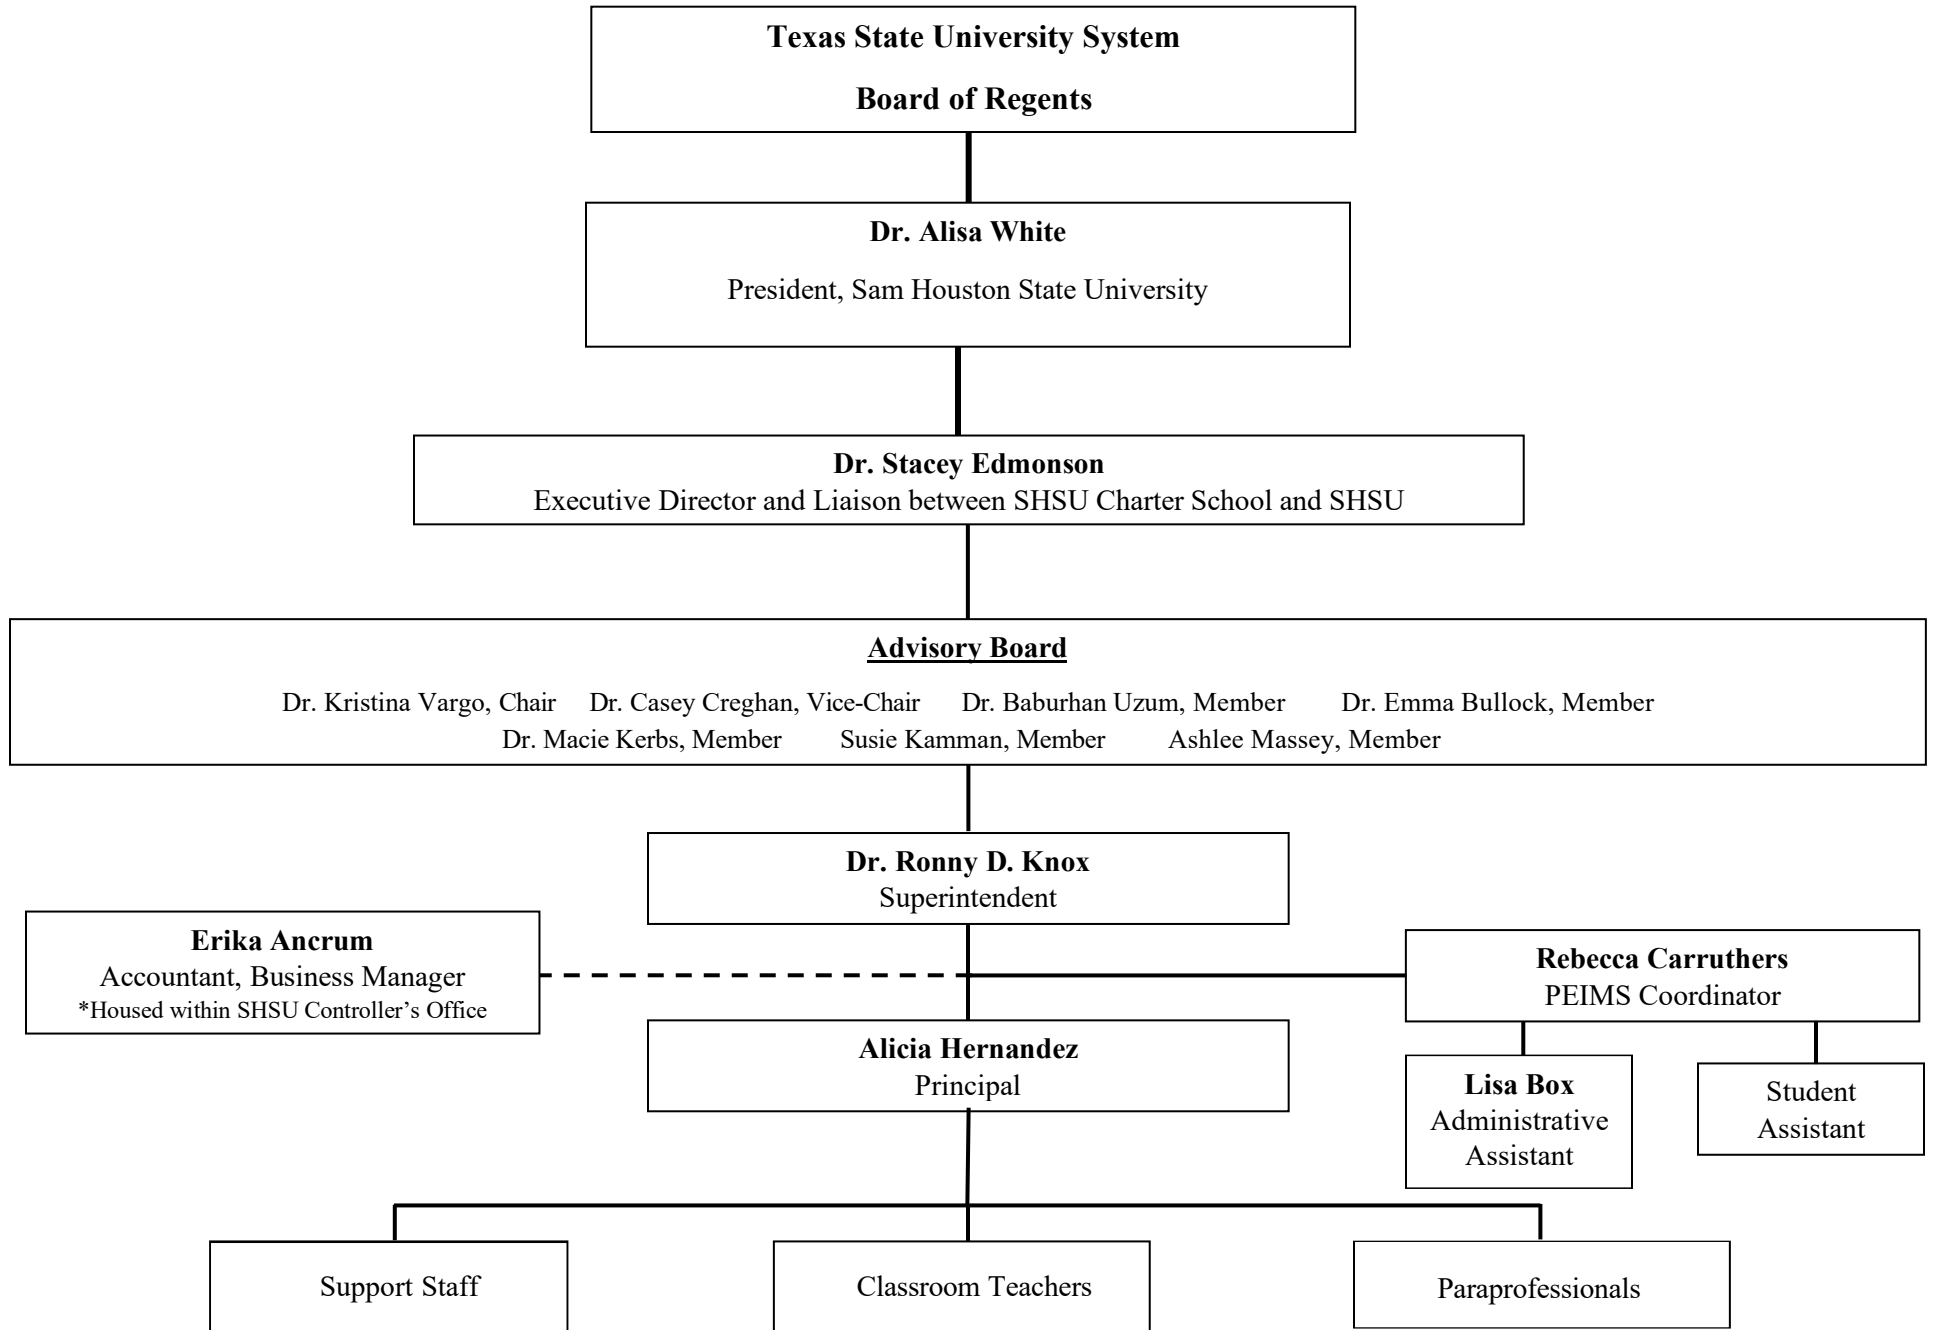 Texas State University System
Board of Regents
Dr. Alisa White
President, Sam Houston State University
Dr. Stacey Edmonson
Executive Director and Liaison between SHSU Charter School and SHSU
Advisory Board
Dr. Kristina Vargo, Chair Dr. Casey Creghan, Vice-Chair Dr. Baburhan Uzum, Member Dr. Emma Bullock, Member
Dr. Macie Kerbs, Member Susie Kamman, Member Ashlee Massey, Member
Dr. Ronny D. Knox
Superintendent
Erika Ancrum
Accountant, Business Manager
*Housed within SHSU Controller’s Office
Rebecca Carruthers
PEIMS Coordinator
Alicia Hernandez
Principal
Lisa Box
Administrative
Assistant
Student
Assistant
Support Staff
Classroom Teachers
Paraprofessionals